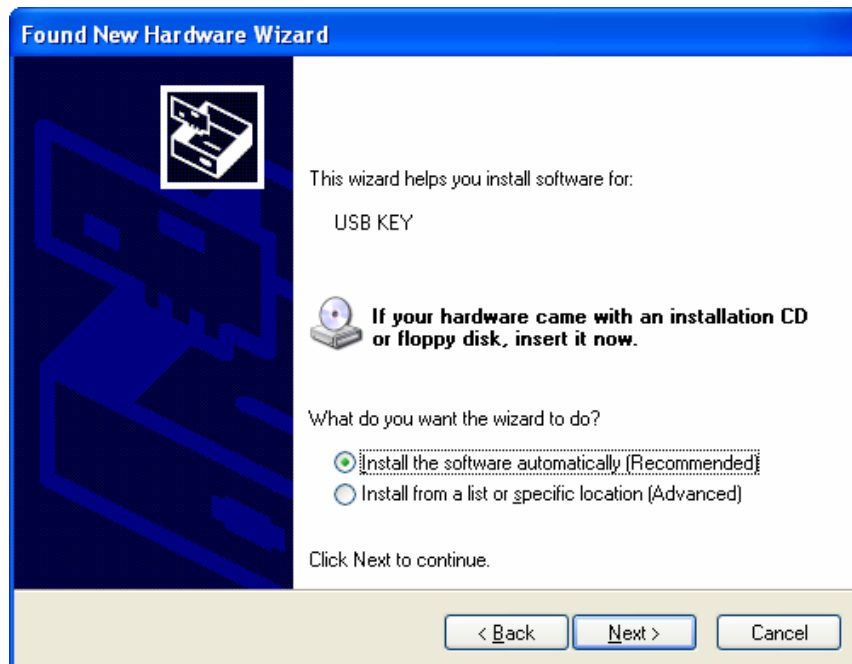 Found New Hardware Wizard
This wizard helps you install software for:
USB KEY
If your hardware came with an installation CD
or floppy disk, insert it now.
What do you want the wizard to do?
Install the software automatically (Recommended)
Install from a list or specific location (Advanced)
Click Next to continue.
< Back
Next >
Cancel